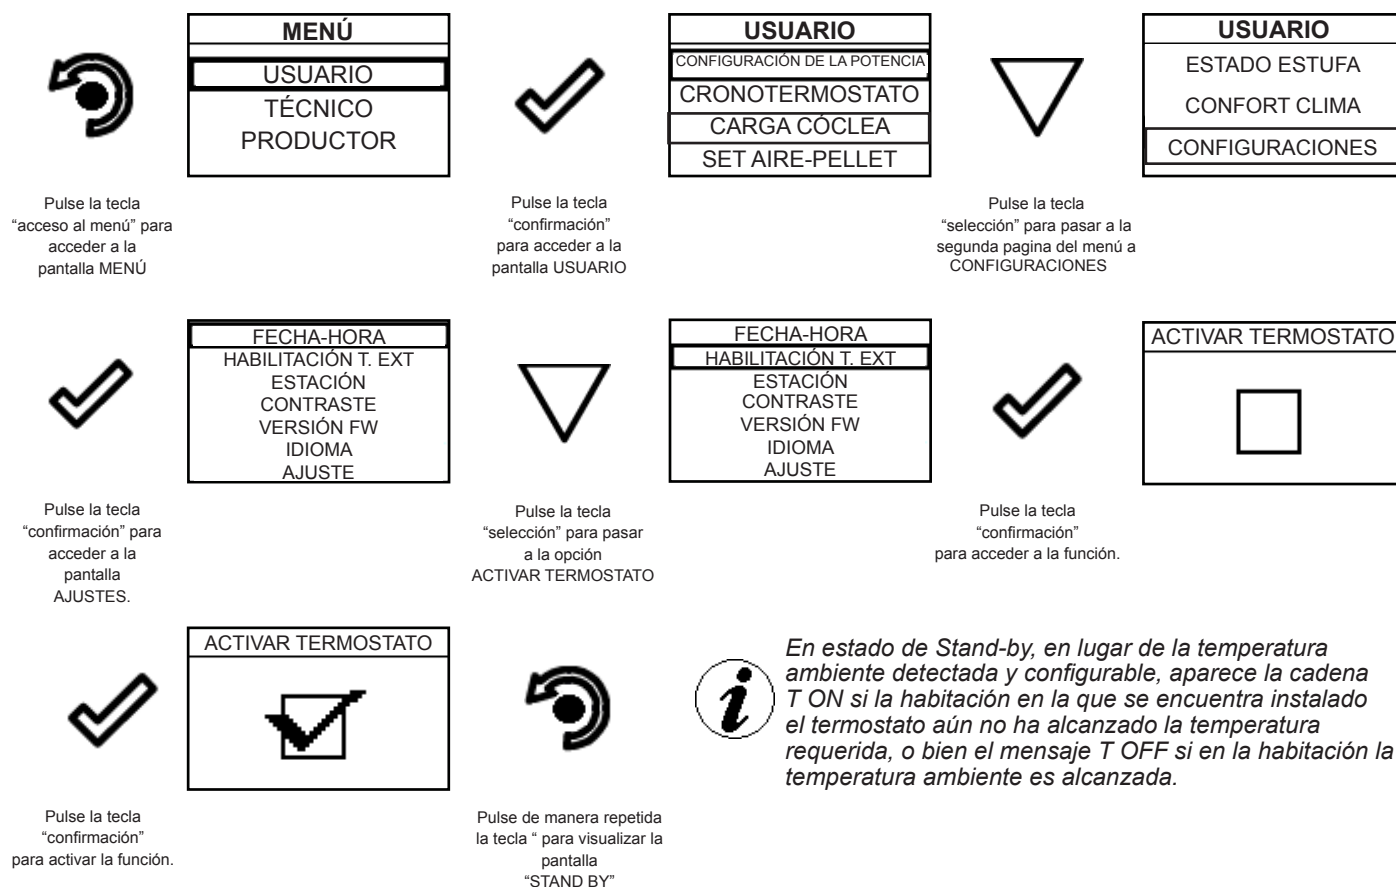 MENÚ
USUARIO
TÉCNICO
PRODUCTOR
Pulse la tecla
“acceso al menú” para
acceder a la
pantalla MENÚ
USUARIO
CONFIGURACIÓN DE LA POTENCIA
CRONOTERMOSTATO
CARGA CÓCLEA
SET AIRE-PELLET
Pulse la tecla
“confirmación”
para acceder a la
pantalla USUARIO
USUARIO
ESTADO ESTUFA
CONFORT CLIMA
CONFIGURACIONES
Pulse la tecla
“selección” para pasar a la
segunda pagina del menú a
CONFIGURACIONES
FECHA-HORA
HABILITACIÓN T. EXT
ESTACIÓN
CONTRASTE
VERSIÓN FW
IDIOMA
AJUSTE
Pulse la tecla
“confirmación” para
acceder a la
pantalla
AJUSTES.
FECHA-HORA
HABILITACIÓN T. EXT
ESTACIÓN
CONTRASTE
VERSIÓN FW
IDIOMA
AJUSTE
Pulse la tecla
“selección” para pasar
a la opción
ACTIVAR TERMOSTATO
ACTIVAR TERMOSTATO
Pulse la tecla
“confirmación”
para acceder a la función.
ACTIVAR TERMOSTATO
Pulse la tecla
“confirmación”
para activar la función.
Pulse de manera repetida
la tecla “ para visualizar la
pantalla
“STAND BY”
En estado de Stand-by, en lugar de la temperatura
ambiente detectada y configurable, aparece la cadena
T ON si la habitación en la que se encuentra instalado
el termostato aún no ha alcanzado la temperatura
requerida, o bien el mensaje T OFF si en la habitación la
temperatura ambiente es alcanzada.